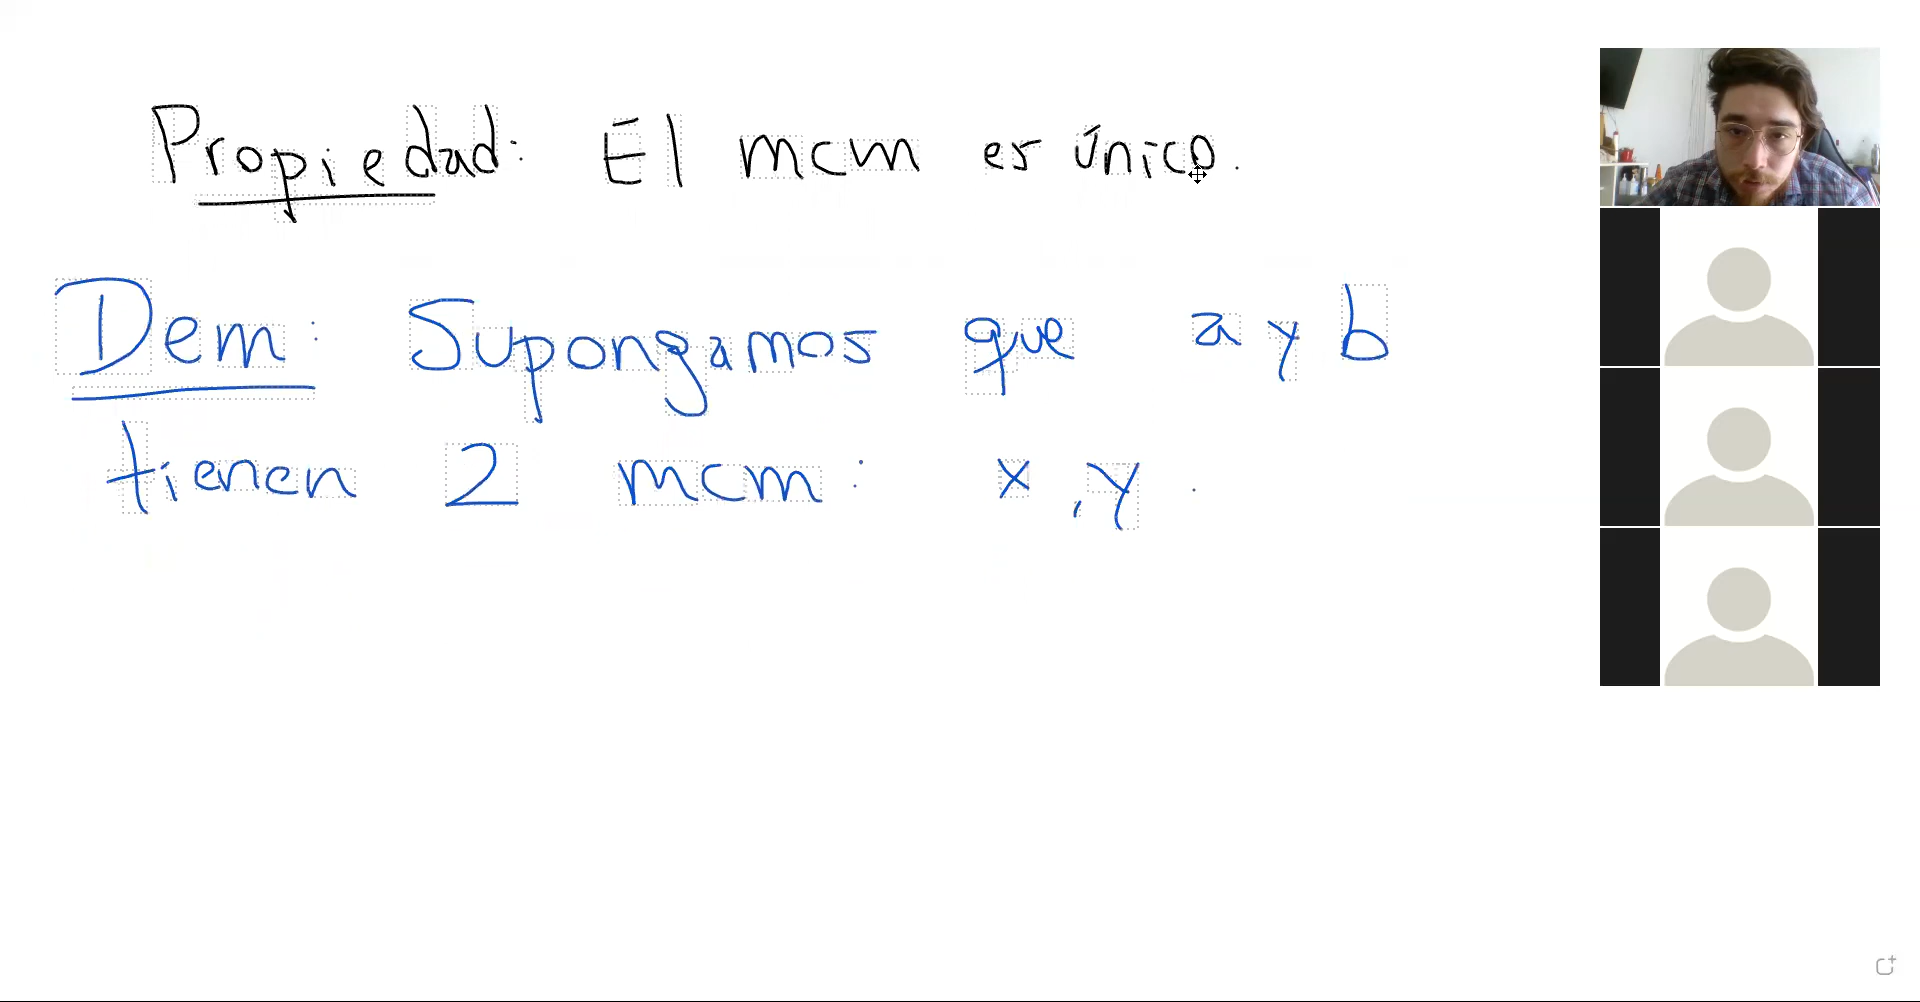 Propiedad: El mcm es único.
Dem: Supongamos que a y b
tienen 2 mcm: x, y.